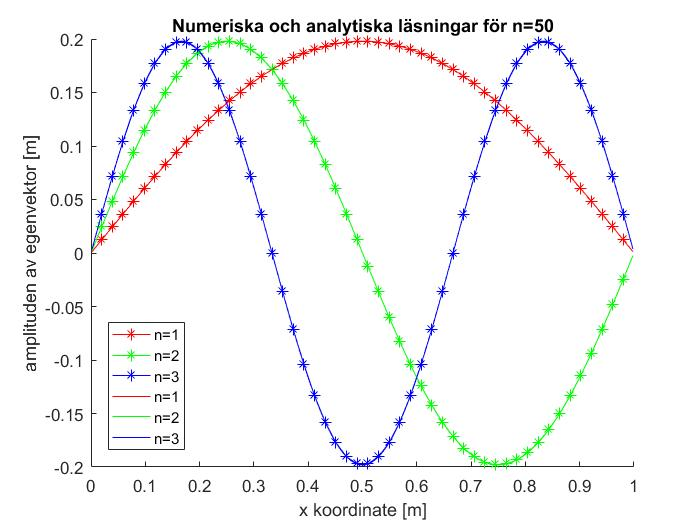 Numeriska och analytiska läsningar för n=50
amplituden av egenvektor [m]
0.2
0.15
0.1
0.05
0
-0.05
-0.1
-0.15
-0.2
n=1
n=2
n=3
n=1
n=2
n=3
0 0.1 0.2 0.3 0.4 0.5 0.6 0.7 0.8 0.9 1
x koordinate [m]